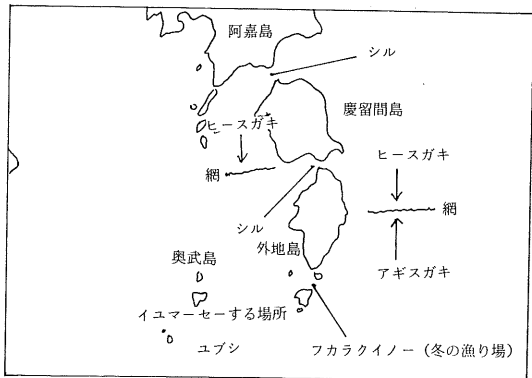 阿嘉島
シル
慶留間島
ヒースガキ
ヒースガキ
網
網
シル
外地島
アギスガキ
奥武島
イユマーセーする場所
ユブシ
フカラクイノー（冬の漁り場）